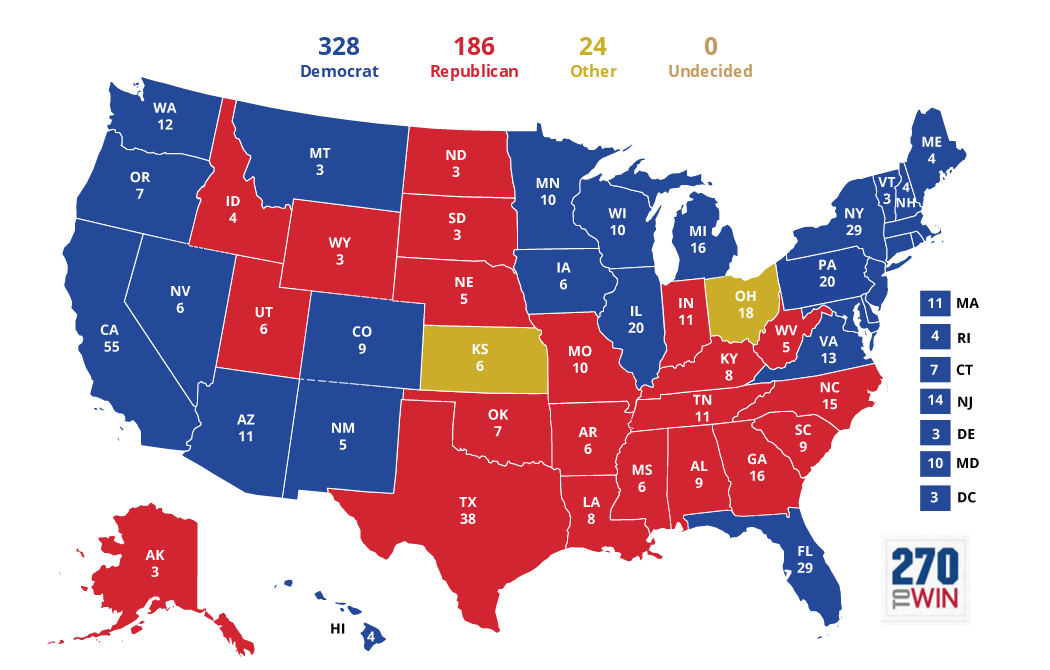 328
Democrat
186
Republican
24
Other
0
Undecided
WA
12
OR
7
CA
55
NV
6
ID
4
MT
3
WY
3
UT
6
AZ
11
CO
9
NM
5
ND
3
SD
3
NE
5
KS
6
OK
7
TX
38
MN
10
IA
6
MO
10
AR
6
LA
8
WI
10
IL
20
MI
16
IN
11
OH
18
KY
8
TN
11
MS
6
AL
9
GA
16
FL
29
SC
9
NC
15
VA
13
WV
5
PA
20
NY
29
VT
3
4
NH
ME
4
11 MA
4 RI
7 CT
14 NJ
3 DE
10 MD
3 DC
AK
3
HI
4
270
TO WIN